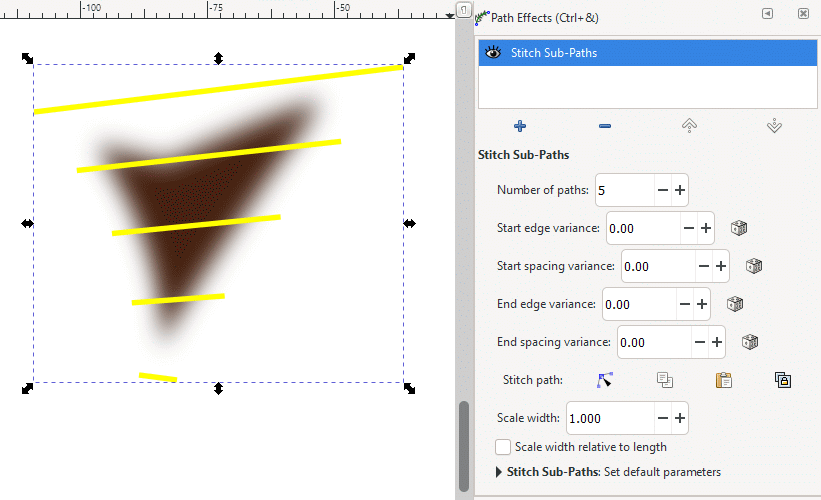 -100 -75 -50
Path Effects (Ctrl+&)
Stitch Sub-Paths
Stitch Sub-Paths
Number of paths: 5
Start edge variance: 0.00
Start spacing variance: 0.00
End edge variance: 0.00
End spacing variance: 0.00
Stitch path:
Scale width: 1.000
Scale width relative to length
Stitch Sub-Paths: Set default parameters